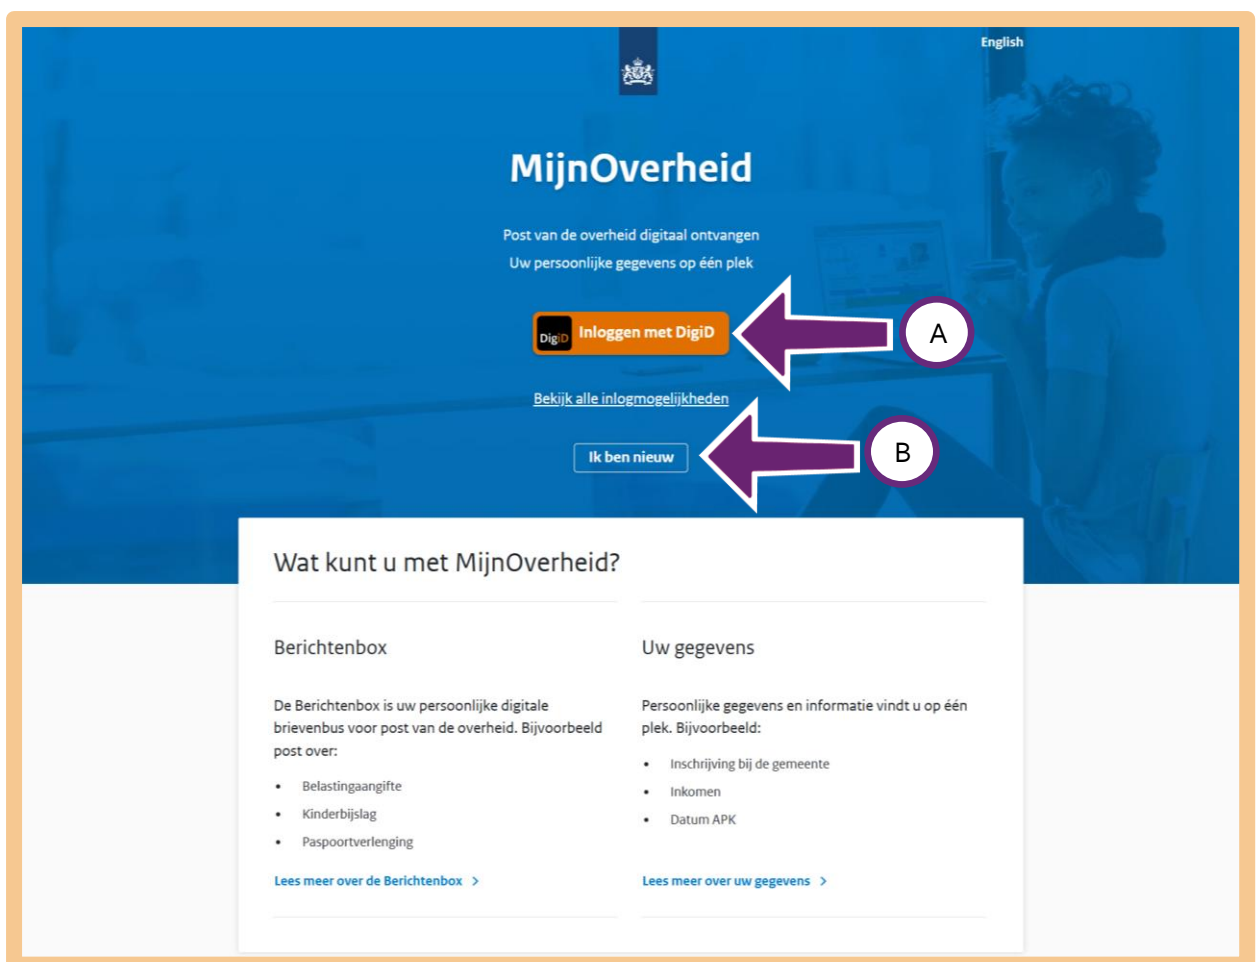 English
MijnOverheid
Post van de overheid digitaal ontvangen
Uw persoonlijke gegevens op één plek
DigiD Inloggen met DigiD
A
Bekijk alle inlogmogelijkheden
Ik ben nieuw
B
Wat kunt u met MijnOverheid?
Berichtenbox
De Berichtenbox is uw persoonlijke digitale
brievenbus voor post van de overheid. Bijvoorbeeld
post over:
• Belastingaangifte
• Kinderbijslag
• Paspoortverlenging
Lees meer over de Berichtenbox >
Uw gegevens
Persoonlijke gegevens en informatie vindt u op één
plek. Bijvoorbeeld:
• Inschrijving bij de gemeente
• Inkomen
• Datum APK
Lees meer over uw gegevens >